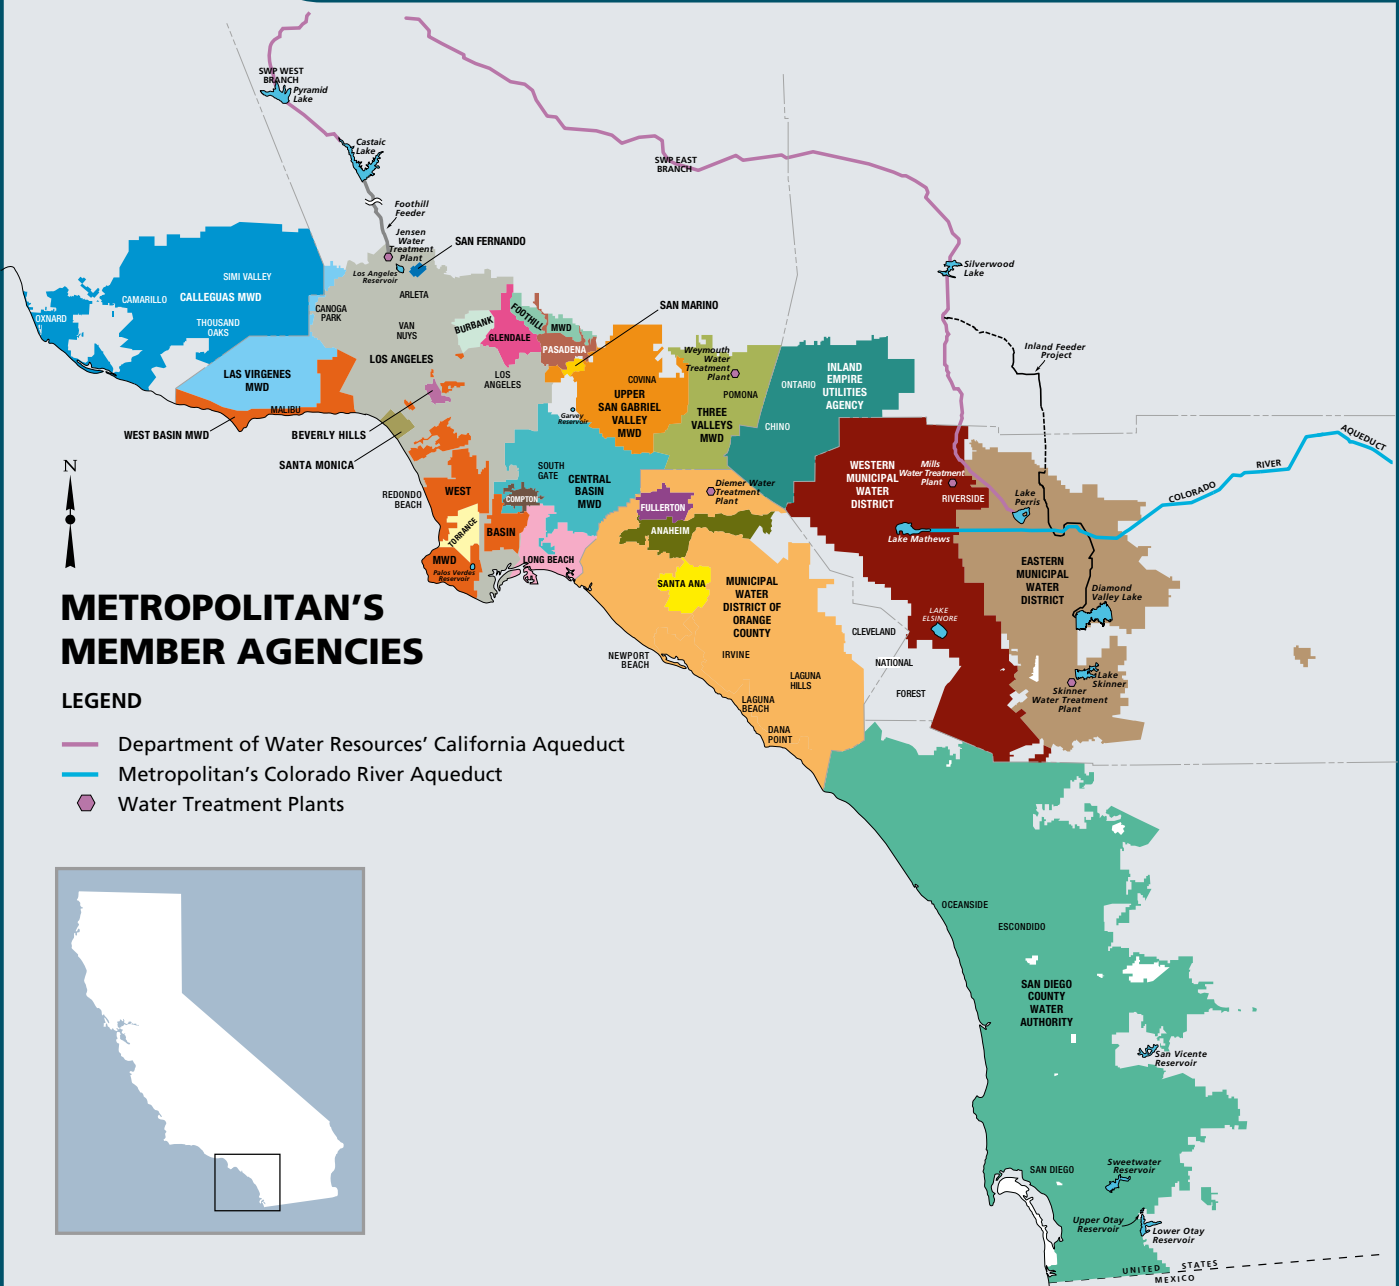 SWP WEST
BRANCH
Pyramid
Lake
Castaic
Lake
SWP EAST
BRANCH
Foothill
Feeder
Jensen
Water
Treatment
Plant
SAN FERNANDO
Los Angeles
Reservoir
Silverwood
Lake
SIMI VALLEY
CAMARILLO
CALLEGUAS MWD
OXNARD
THOUSAND
OAKS
ARLETA
CANOGA
PARK
VAN
NUYS
LOS ANGELES
BURBANK
GLENDALE
FOOTHILL
MWD
PASADENA
SAN MARINO
LOS
ANGELES
LAS VIRGENES
MWD
MALIBU
WEST BASIN MWD
BEVERLY HILLS
SANTA MONICA
Garvey
Reservoir
COVINA
UPPER
SAN GABRIEL
VALLEY
MWD
Weymouth
Water
Treatment
Plant
POMONA
THREE
VALLEYS
MWD
ONTARIO
CHINO
INLAND
EMPIRE
UTILITIES
AGENCY
Inland Feeder
Project
COLORADO
RIVER
AQUEDUCT
N
REDONDO
BEACH
SOUTH
GATE
CENTRAL
BASIN
MWD
COMPTON
WEST
BASIN
MWD
TORRANCE
Palos Verdes
Reservoir
LONG BEACH
FULLERTON
ANAHEIM
Diemer Water
Treatment
Plant
SANTA ANA
MUNICIPAL
WATER
DISTRICT OF
ORANGE
COUNTY
IRVINE
NEWPORT
BEACH
LAGUNA
HILLS
LAGUNA
BEACH
DANA
POINT
WESTERN
MUNICIPAL
WATER
DISTRICT
Mills
Water Treatment
Plant
RIVERSIDE
Lake
Perris
Lake Mathews
EASTERN
MUNICIPAL
WATER
DISTRICT
Diamond
Valley Lake
LAKE
ELSINORE
CLEVELAND
NATIONAL
FOREST
Lake
Skinner
Skinner
Water Treatment
Plant
METROPOLITAN’S
MEMBER AGENCIES
LEGEND
Department of Water Resources’ California Aqueduct
Metropolitan’s Colorado River Aqueduct
Water Treatment Plants
OCEANSIDE
ESCONDIDO
SAN DIEGO
COUNTY
WATER
AUTHORITY
San Vicente
Reservoir
SAN DIEGO
Sweetwater
Reservoir
Upper Otay
Reservoir
Lower Otay
Reservoir
UNITED STATES
MEXICO